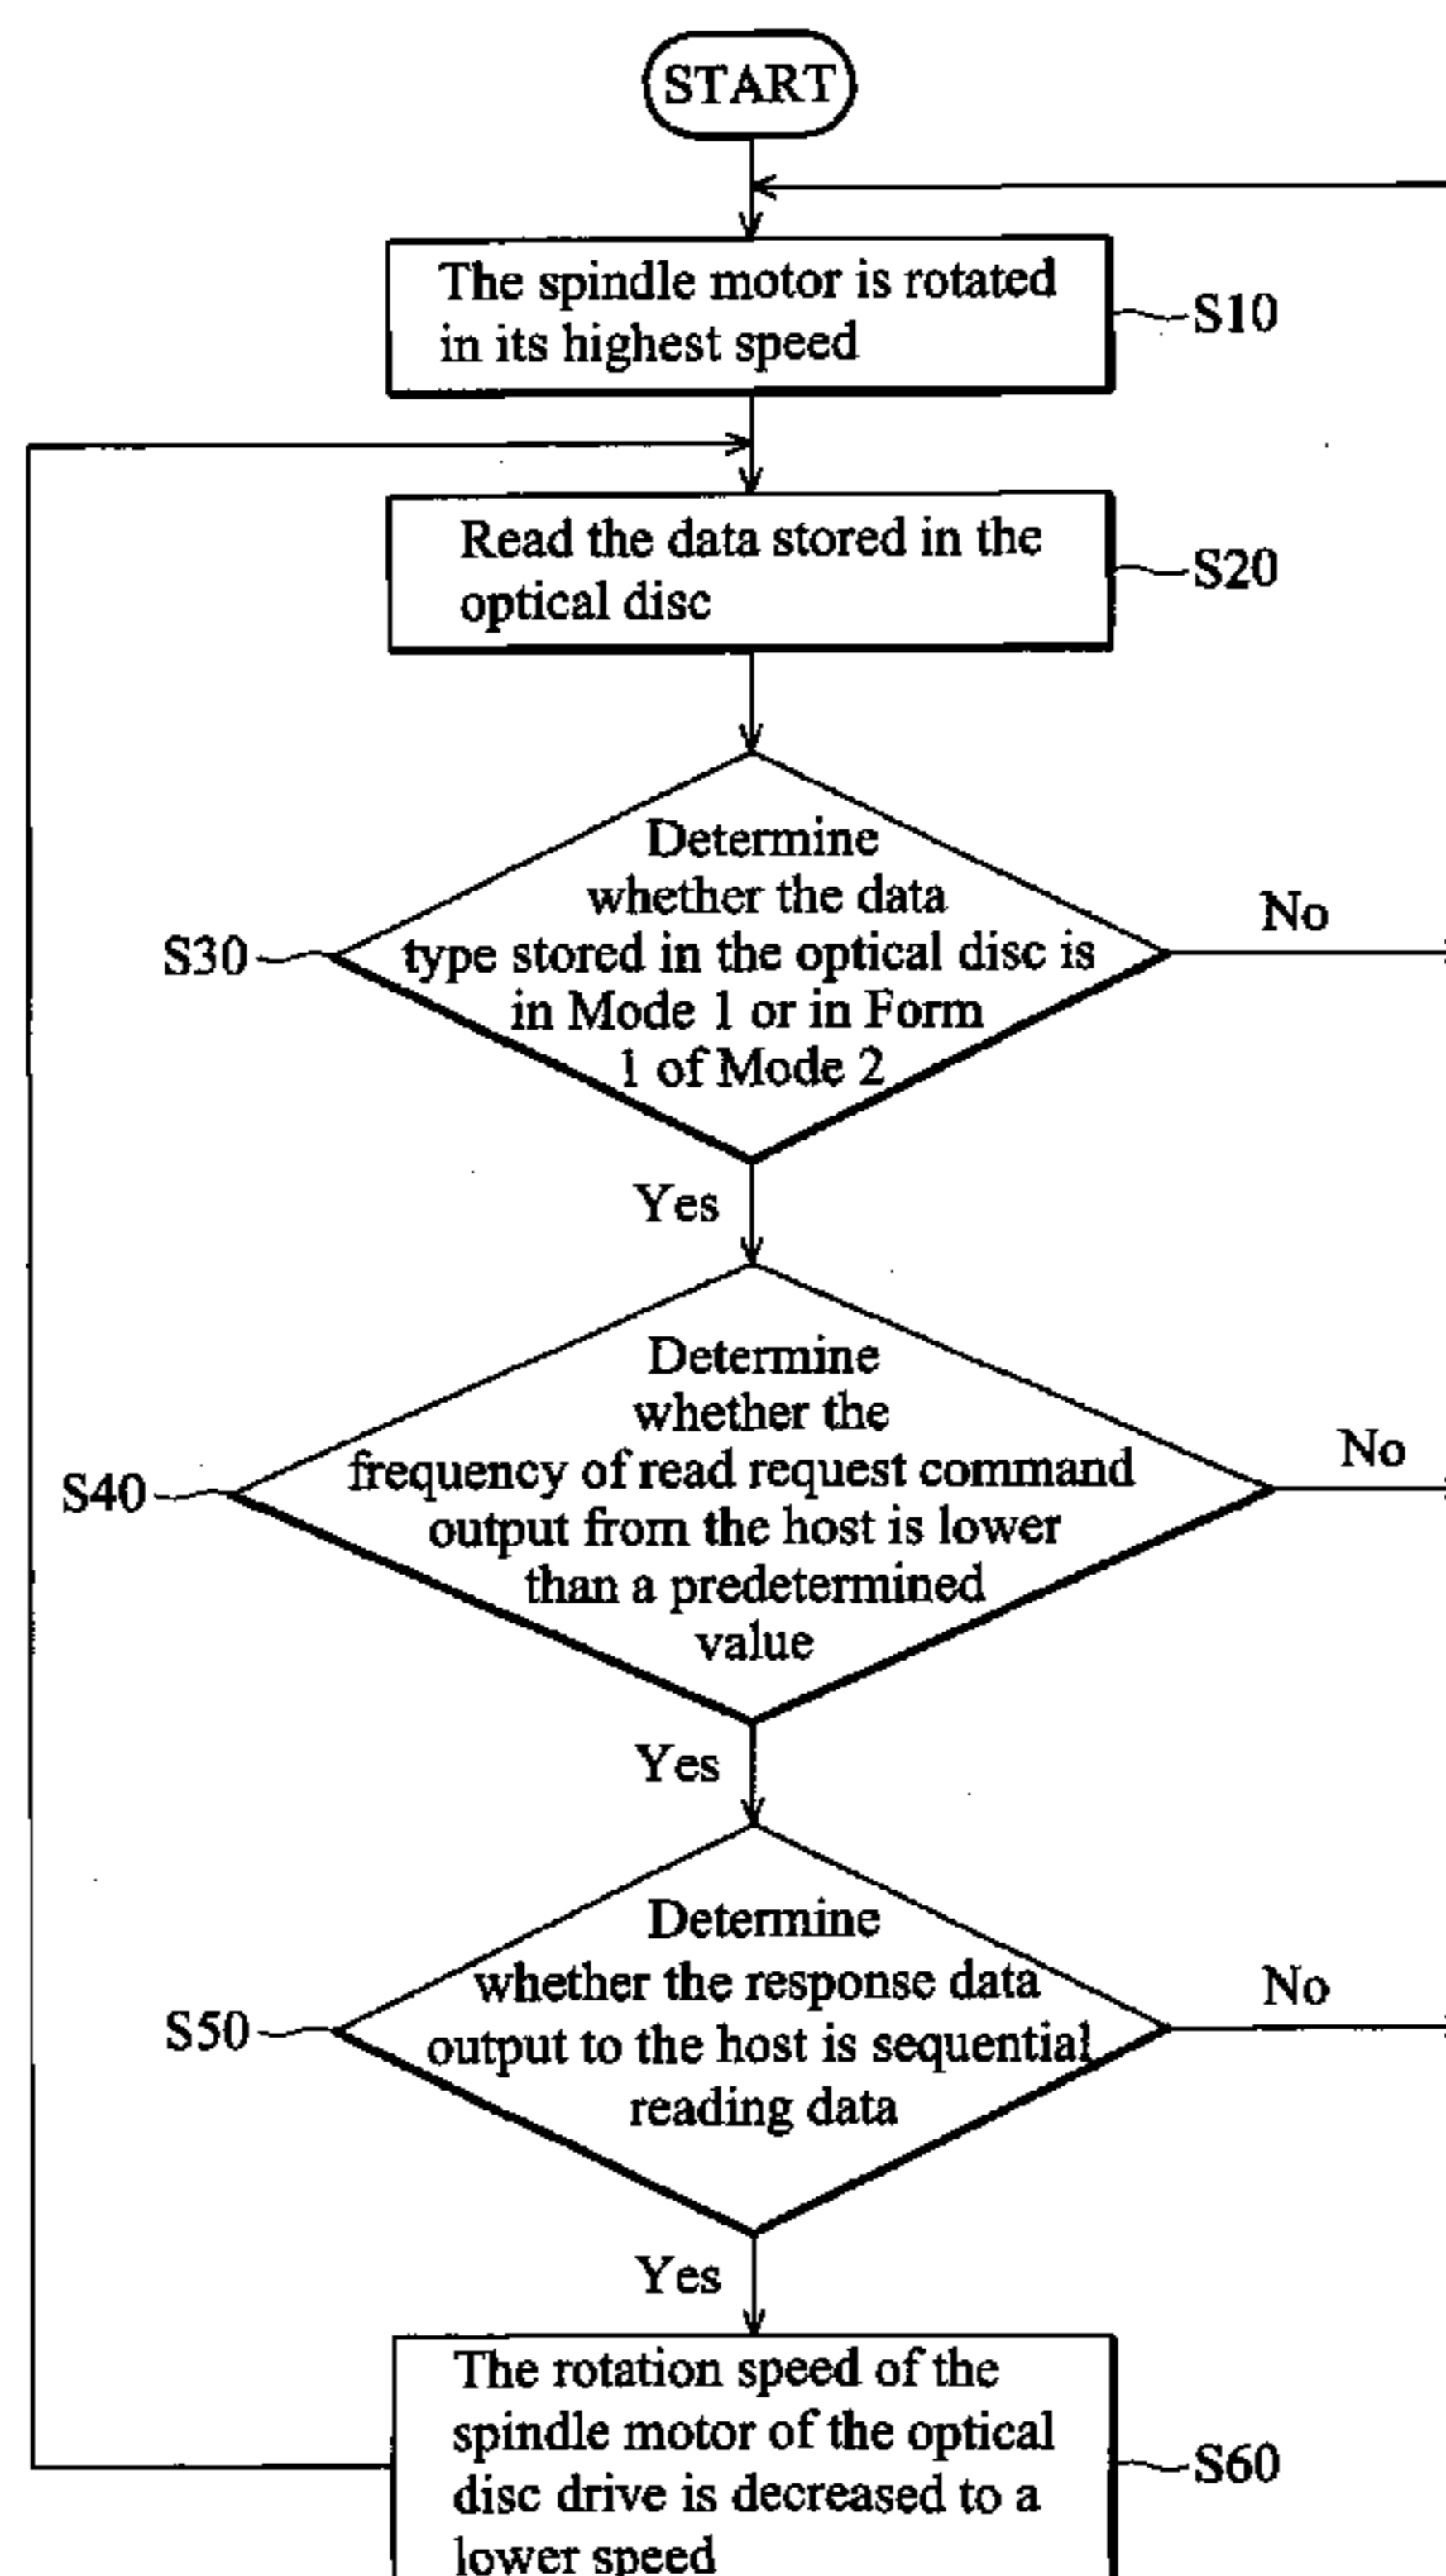 START
The spindle motor is rotated
in its highest speed
S10
Read the data stored in the
optical disc
S20
Determine
whether the data
type stored in the optical disc is
in Mode 1 or in Form
1 of Mode 2
S30
No
Yes
Determine
whether the
frequency of read request command
output from the host is lower
than a predetermined
value
S40
No
Yes
Determine
whether the response data
output to the host is sequential
reading data
S50
No
Yes
The rotation speed of the
spindle motor of the optical
disc drive is decreased to a
lower speed
S60